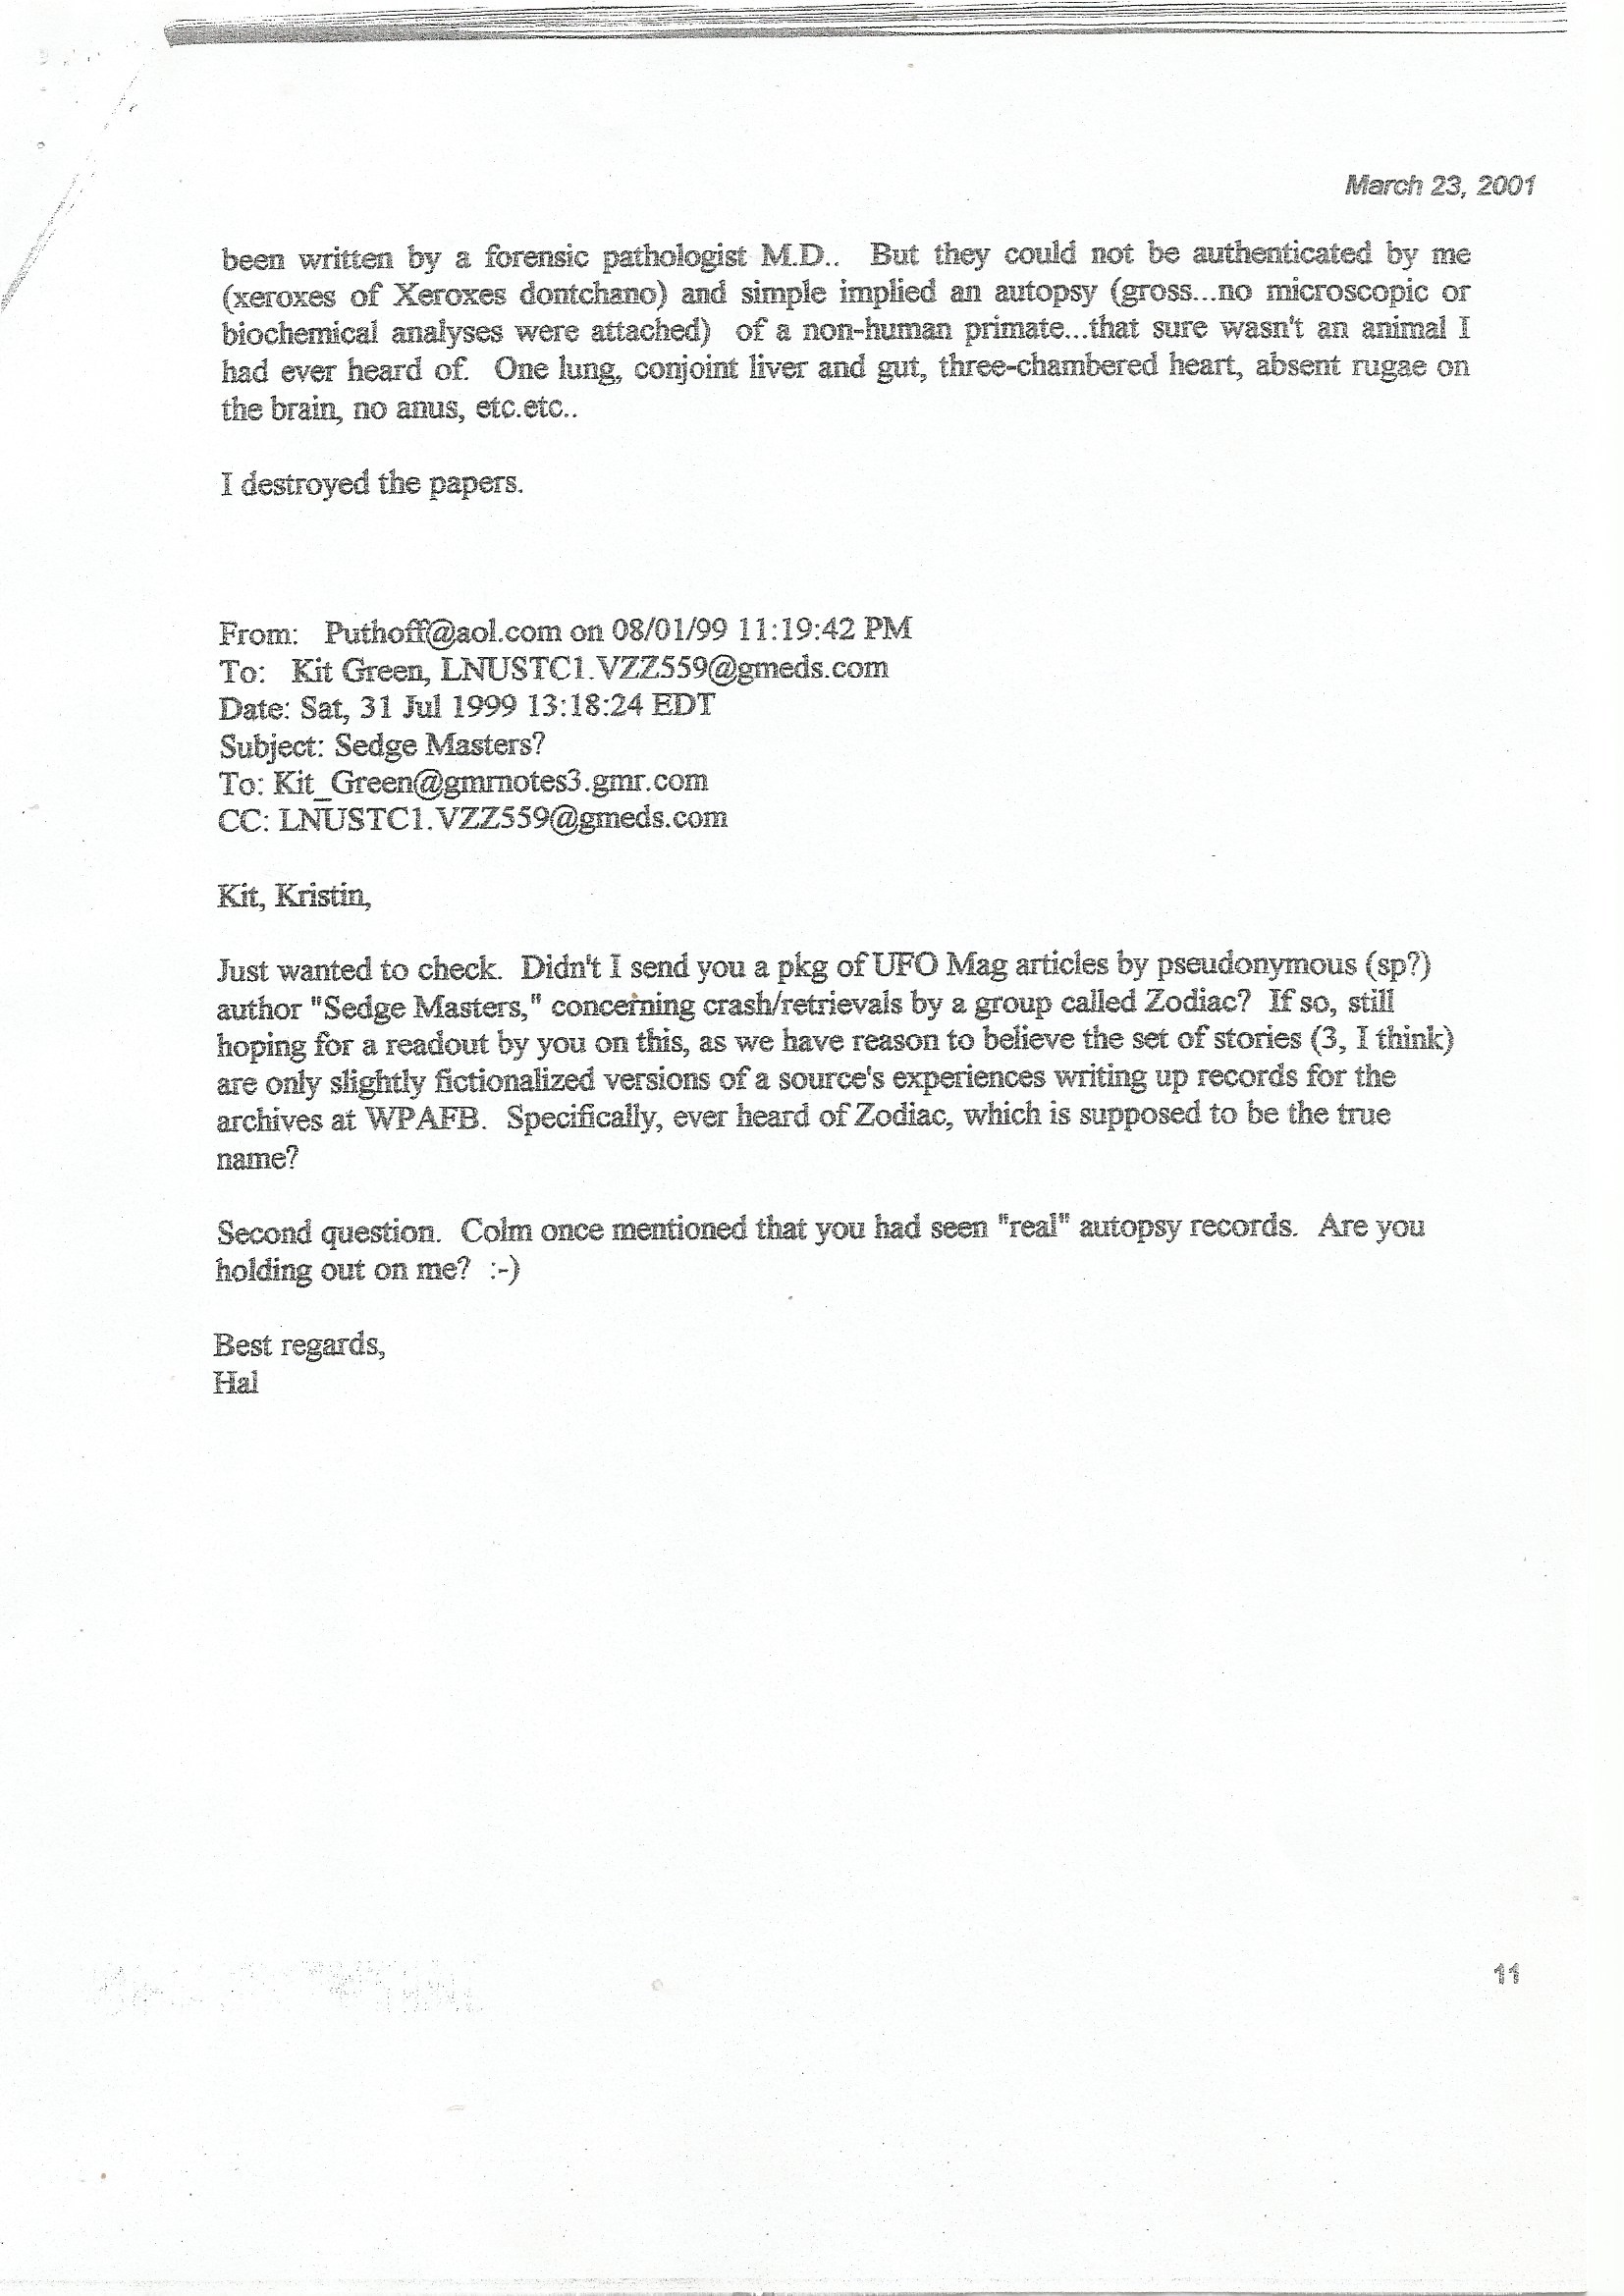 March 23, 2001
been written by a forensic pathologist M.D..  But they could not be authenticated by me
(xeroxes of Xeroxes dontchano) and simple implied an autopsy (gross...no microscopic or
biochemical analyses were attached)  of a non-human primate...that sure wasn't an animal I
had ever heard of.  One lung, conjoint liver and gut, three-chambered heart, absent rugae on
the brain, no anus, etc.etc..
I destroyed the papers.
From:   Puthoff@aol.com on 08/01/99 11:19:42 PM
To:   Kit Green, LNUSTC1.VZZ559@gmeds.com
Date: Sat, 31 Jul 1999 13:18:24 EDT
Subject: Sedge Masters?
To: Kit_Green@gmrnotes3.gmr.com
CC: LNUSTC1.VZZ559@gmeds.com
Kit, Kristin,
Just wanted to check.  Didn't I send you a pkg of UFO Mag articles by pseudonymous (sp?)
author "Sedge Masters," concerning crash/retrievals by a group called Zodiac?  If so, still
hoping for a readout by you on this, as we have reason to believe the set of stories (3, I think)
are only slightly fictionalized versions of a source's experiences writing up records for the
archives at WPAFB.  Specifically, ever heard of Zodiac, which is supposed to be the true
name?
Second question.  Colm once mentioned that you had seen "real" autopsy records.  Are you
holding out on me?  :-)
Best regards,
Hal
11